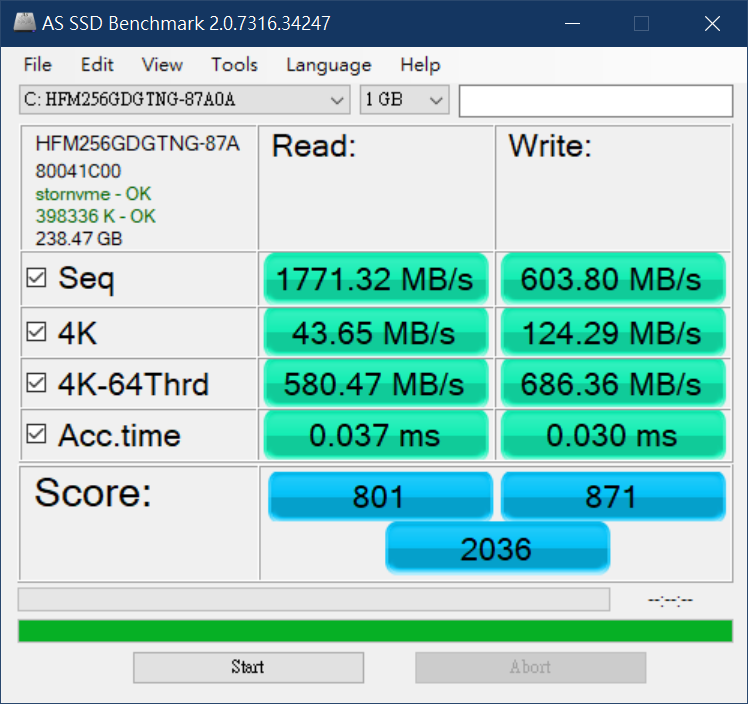 AS SSD Benchmark 2.0.7316.34247
File Edit View Tools Language Help
C: HFM256GDGTNG-87A0A 1 GB
HFM256GDGTNG-87A Read: Write:
80041C00
stornvme - OK
398336 K - OK
238.47 GB
Seq 1771.32 MB/s 603.80 MB/s
4K 43.65 MB/s 124.29 MB/s
4K-64Thrd 580.47 MB/s 686.36 MB/s
Acc.time 0.037 ms 0.030 ms
Score: 801 871
2036
--:--:--
Start Abort